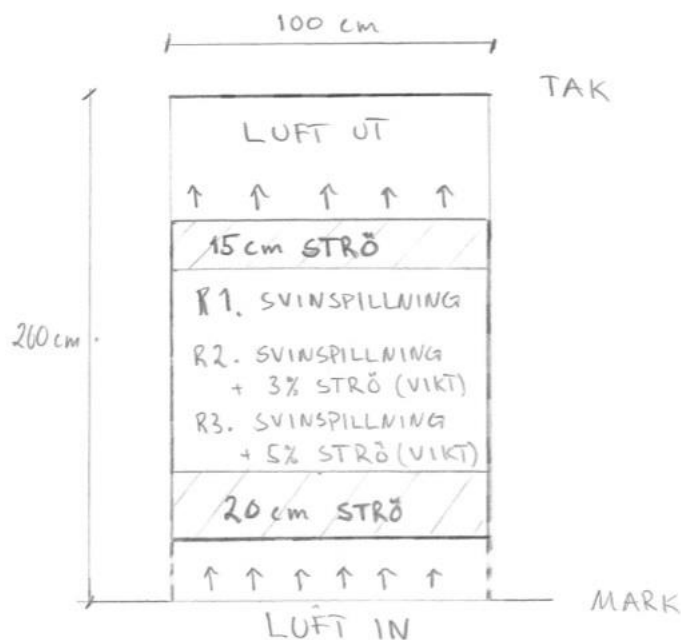 100 cm
TAK
LUFT UT
15 cm STRÖ
R1. SVINSPILLNING
260 cm
R2. SVINSPILLNING
+ 3% STRÖ (VIKT)
R3. SVINSPILLNING
+ 5% STRÖ (VIKT)
20 cm STRÖ
MARK
LUFT IN